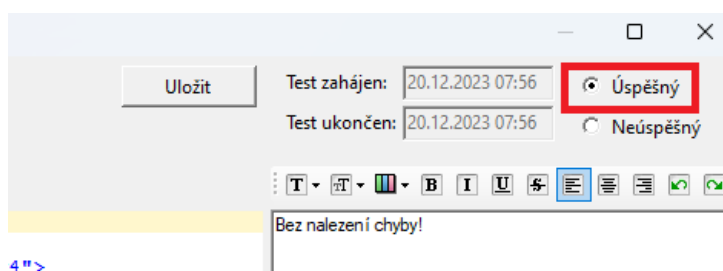 Uložit
Test zahájen: 20.12.2023 07:56
Úspěšný
Test ukončen: 20.12.2023 07:56
Neúspěšný
T T B I U S
Bez nalezení chyby!
4">